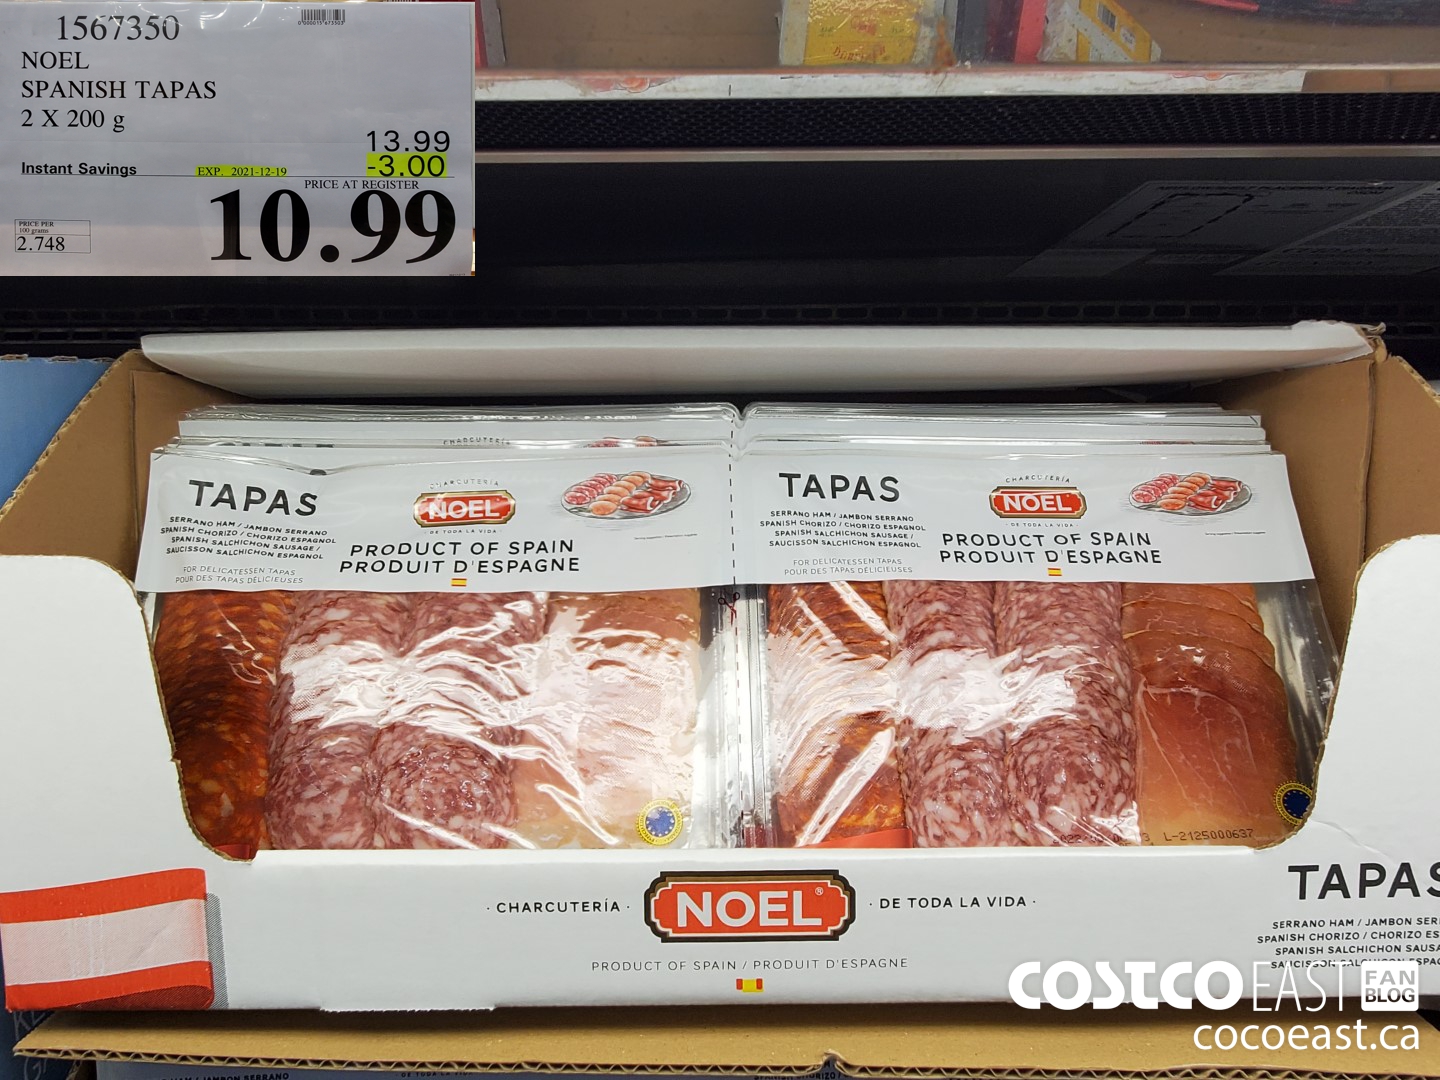 1567350
NOEL
SPANISH TAPAS
2 X 200 g
13.99
Instant Savings EXP. 2021-12-19 -3.00
PRICE AT REGISTER
10.99
PRICE PER
100 grams
2.748
TAPAS
SERRANO HAM / JAMBON SERRANO
SPANISH CHORIZO / CHORIZO ESPAGNOL
SPANISH SALCHICHON SAUSAGE /
SAUCISSON SALCHICHON ESPAGNOL
FOR DELICATESSEN TAPAS
POUR DES TAPAS DÉLICIEUSES
CHARCUTERÍA
NOEL
DE TODA LA VIDA
PRODUCT OF SPAIN
PRODUIT D'ESPAGNE
TAPAS
SERRANO HAM / JAMBON SERRANO
SPANISH CHORIZO / CHORIZO ESPAGNOL
SPANISH SALCHICHON SAUSAGE /
SAUCISSON SALCHICHON ESPAGNOL
FOR DELICATESSEN TAPAS
POUR DES TAPAS DÉLICIEUSES
CHARCUTERÍA
NOEL
· DE TODA LA VIDA ·
PRODUCT OF SPAIN
PRODUIT D'ESPAGNE
L-2125000637
· CHARCUTERÍA · NOEL® · DE TODA LA VIDA ·
PRODUCT OF SPAIN / PRODUIT D'ESPAGNE
TAPAS
SERRANO HAM / JAMBON SER
SPANISH CHORIZO / CHORIZO ES
SPANISH SALCHICHON SAUSA
COSTCO EAST FAN BLOG
cocoeast.ca